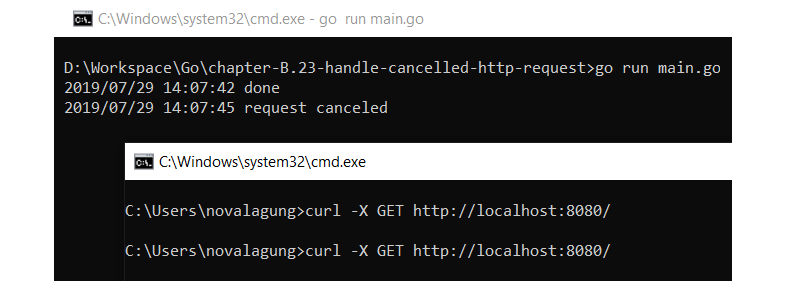 C:\Windows\system32\cmd.exe - go  run main.go
D:\Workspace\Go\chapter-B.23-handle-cancelled-http-request>go run main.go
2019/07/29 14:07:42 done
2019/07/29 14:07:45 request canceled
C:\Windows\system32\cmd.exe
C:\Users\novalagung>curl -X GET http://localhost:8080/
C:\Users\novalagung>curl -X GET http://localhost:8080/